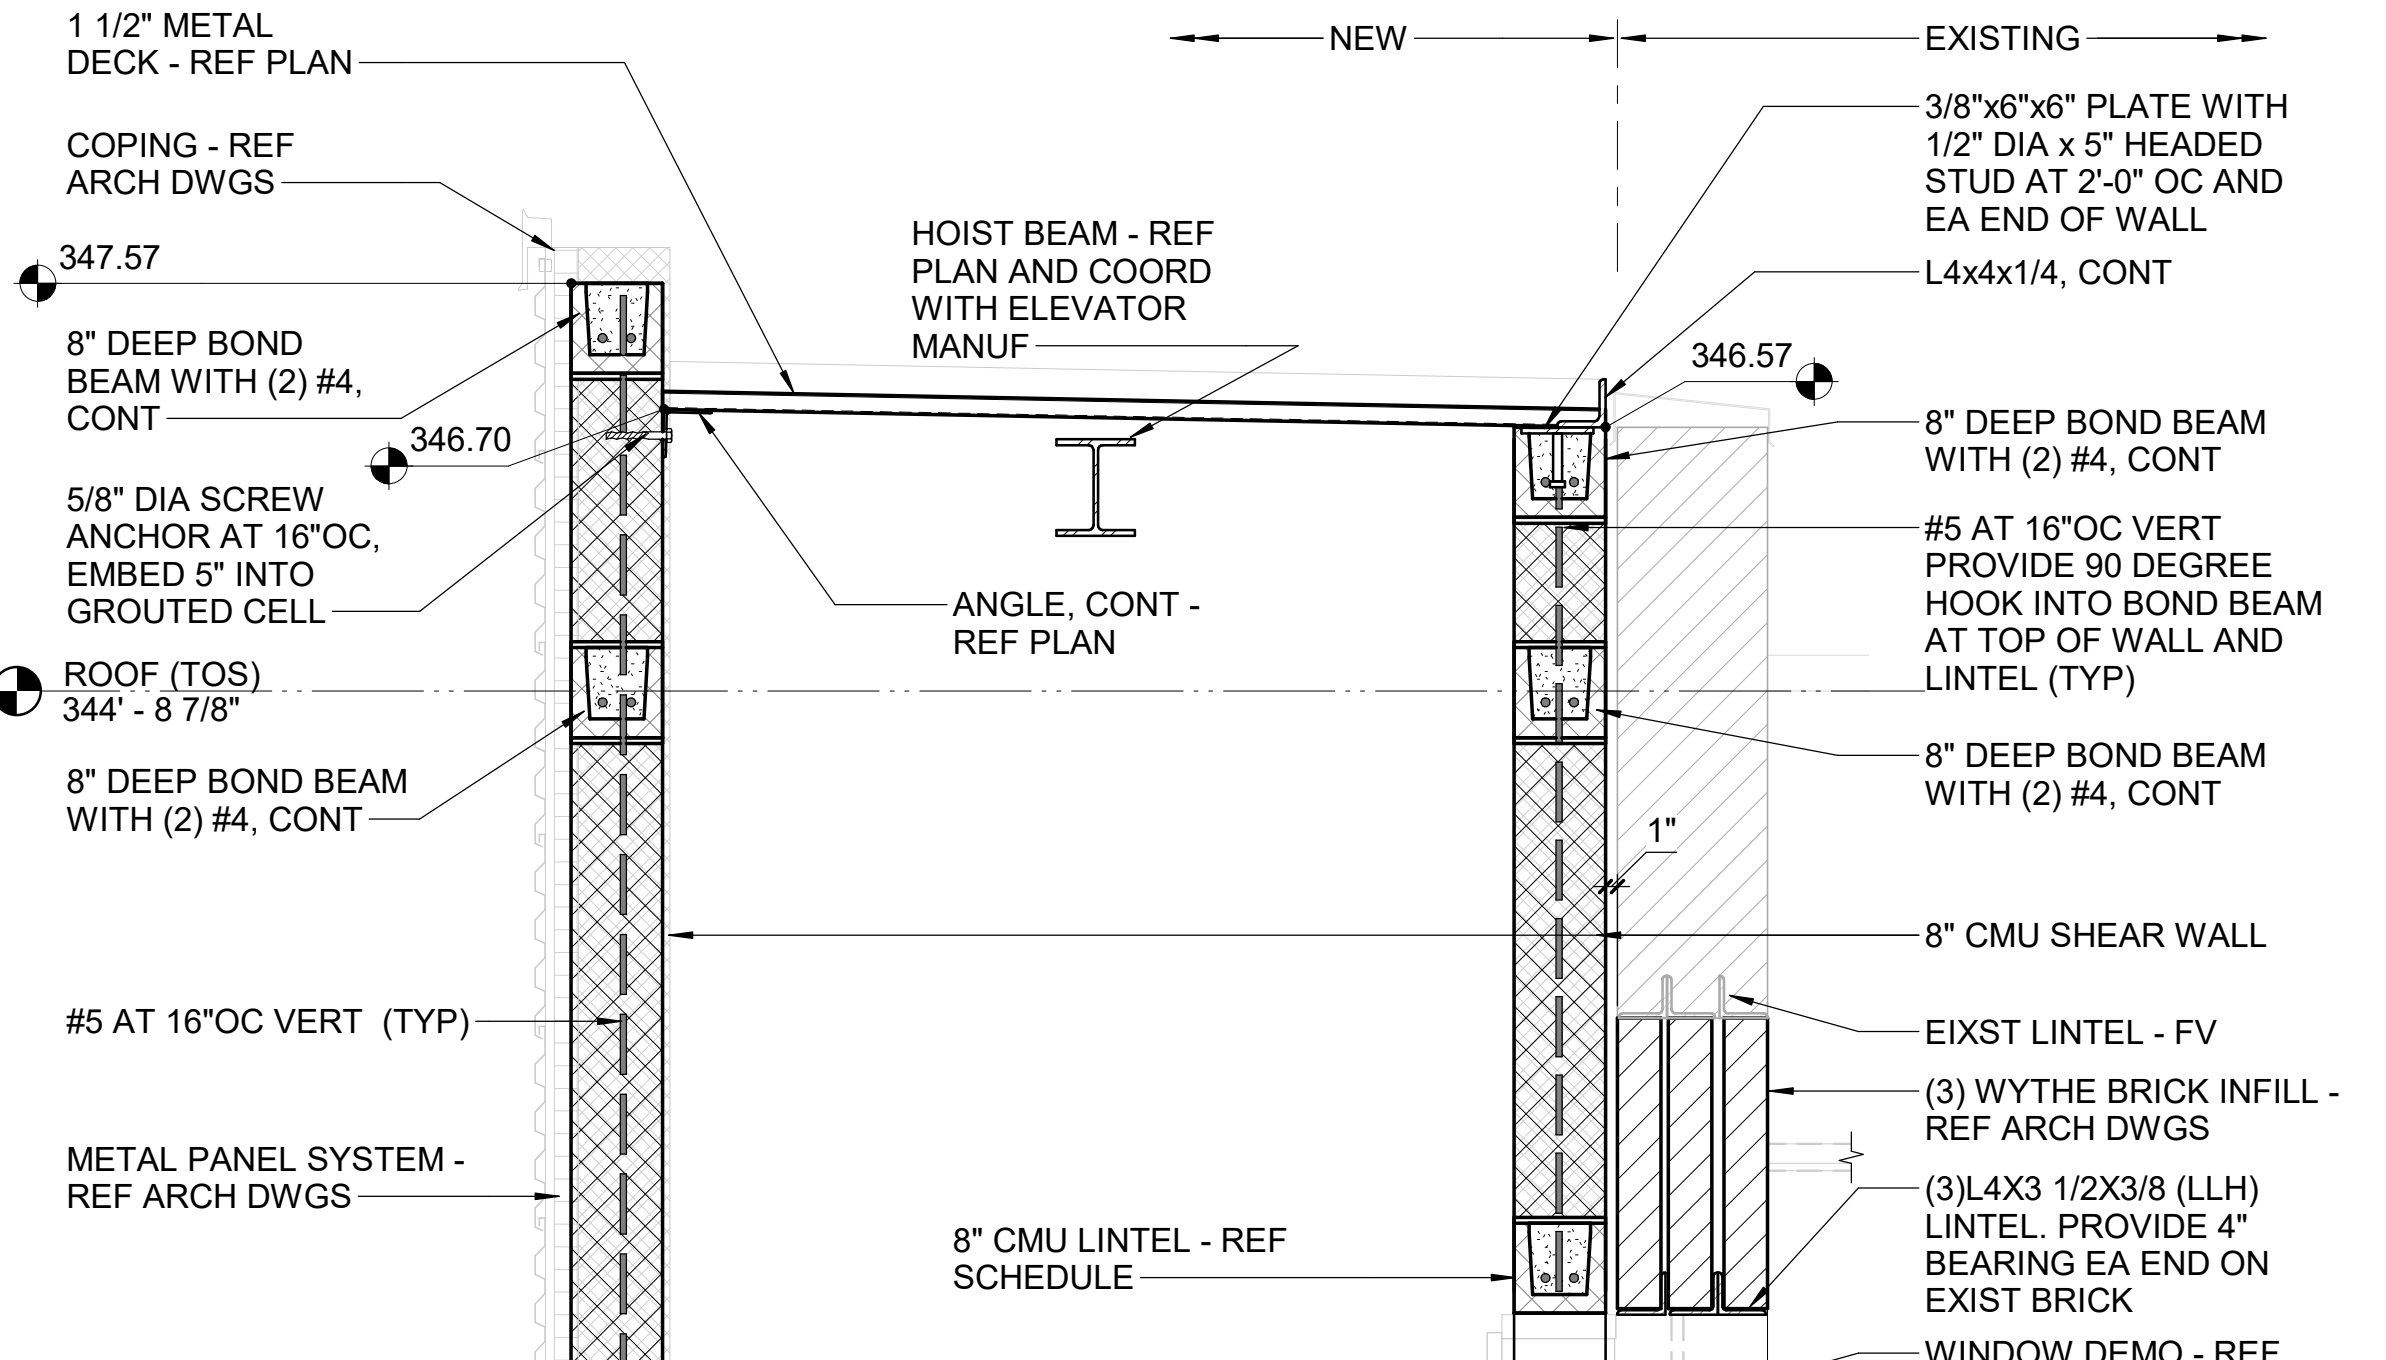 1 1/2" METAL
DECK - REF PLAN
COPING - REF
ARCH DWGS
347.57
8" DEEP BOND
BEAM WITH (2) #4,
CONT
346.70
5/8" DIA SCREW
ANCHOR AT 16"OC,
EMBED 5" INTO
GROUTED CELL
ROOF (TOS)
344' - 8 7/8"
8" DEEP BOND BEAM
WITH (2) #4, CONT
#5 AT 16"OC VERT (TYP)
METAL PANEL SYSTEM -
REF ARCH DWGS
NEW
HOIST BEAM - REF
PLAN AND COORD
WITH ELEVATOR
MANUF
ANGLE, CONT -
REF PLAN
8" CMU LINTEL - REF
SCHEDULE
EXISTING
3/8"x6"x6" PLATE WITH
1/2" DIA x 5" HEADED
STUD AT 2'-0" OC AND
EA END OF WALL
L4x4x1/4, CONT
346.57
8" DEEP BOND BEAM
WITH (2) #4, CONT
#5 AT 16"OC VERT
PROVIDE 90 DEGREE
HOOK INTO BOND BEAM
AT TOP OF WALL AND
LINTEL (TYP)
8" DEEP BOND BEAM
WITH (2) #4, CONT
1"
8" CMU SHEAR WALL
EIXST LINTEL - FV
(3) WYTHE BRICK INFILL -
REF ARCH DWGS
(3)L4X3 1/2X3/8 (LLH)
LINTEL. PROVIDE 4"
BEARING EA END ON
EXIST BRICK
WINDOW DEMO - REF